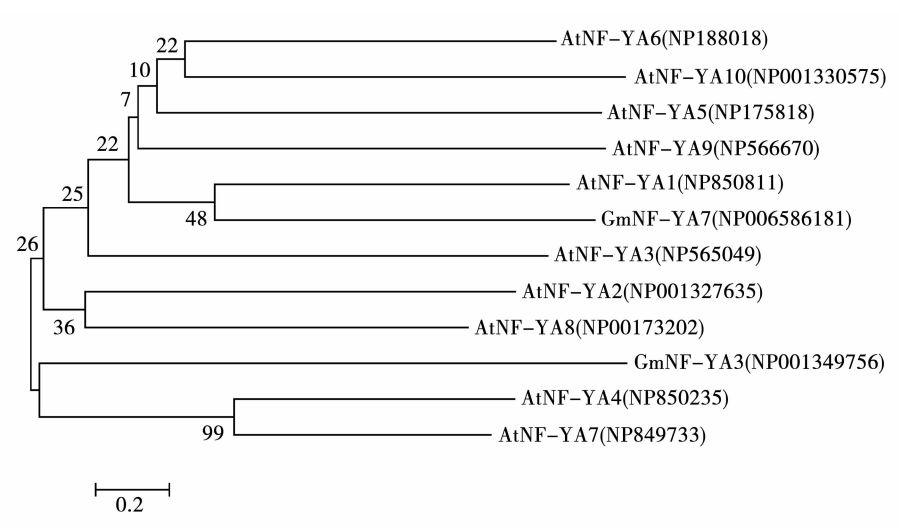 22 AtNF-YA6(NP188018)
10 AtNF-YA10(NP001330575)
7 AtNF-YA5(NP175818)
22 AtNF-YA9(NP566670)
AtNF-YA1(NP850811)
25
48 GmNF-YA7(NP006586181)
26 AtNF-YA3(NP565049)
AtNF-YA2(NP001327635)
36 AtNF-YA8(NP00173202)
GmNF-YA3(NP001349756)
AtNF-YA4(NP850235)
99 AtNF-YA7(NP849733)
0.2